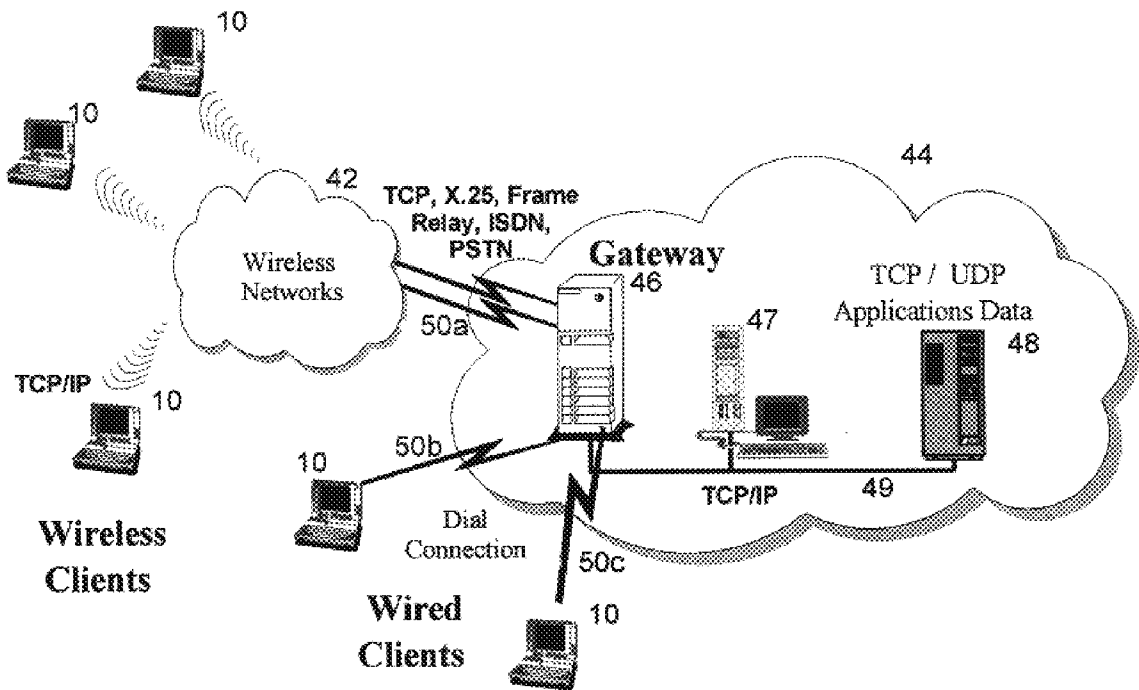 10
10
42
44
TCP, X.25, Frame
Relay, ISDN,
PSTN
Gateway
46
Wireless
Networks
TCP / UDP
Applications Data
47
48
50a
TCP/IP
10
50b
10
TCP/IP
49
Wireless
Clients
Dial
Connection
50c
Wired
Clients
10